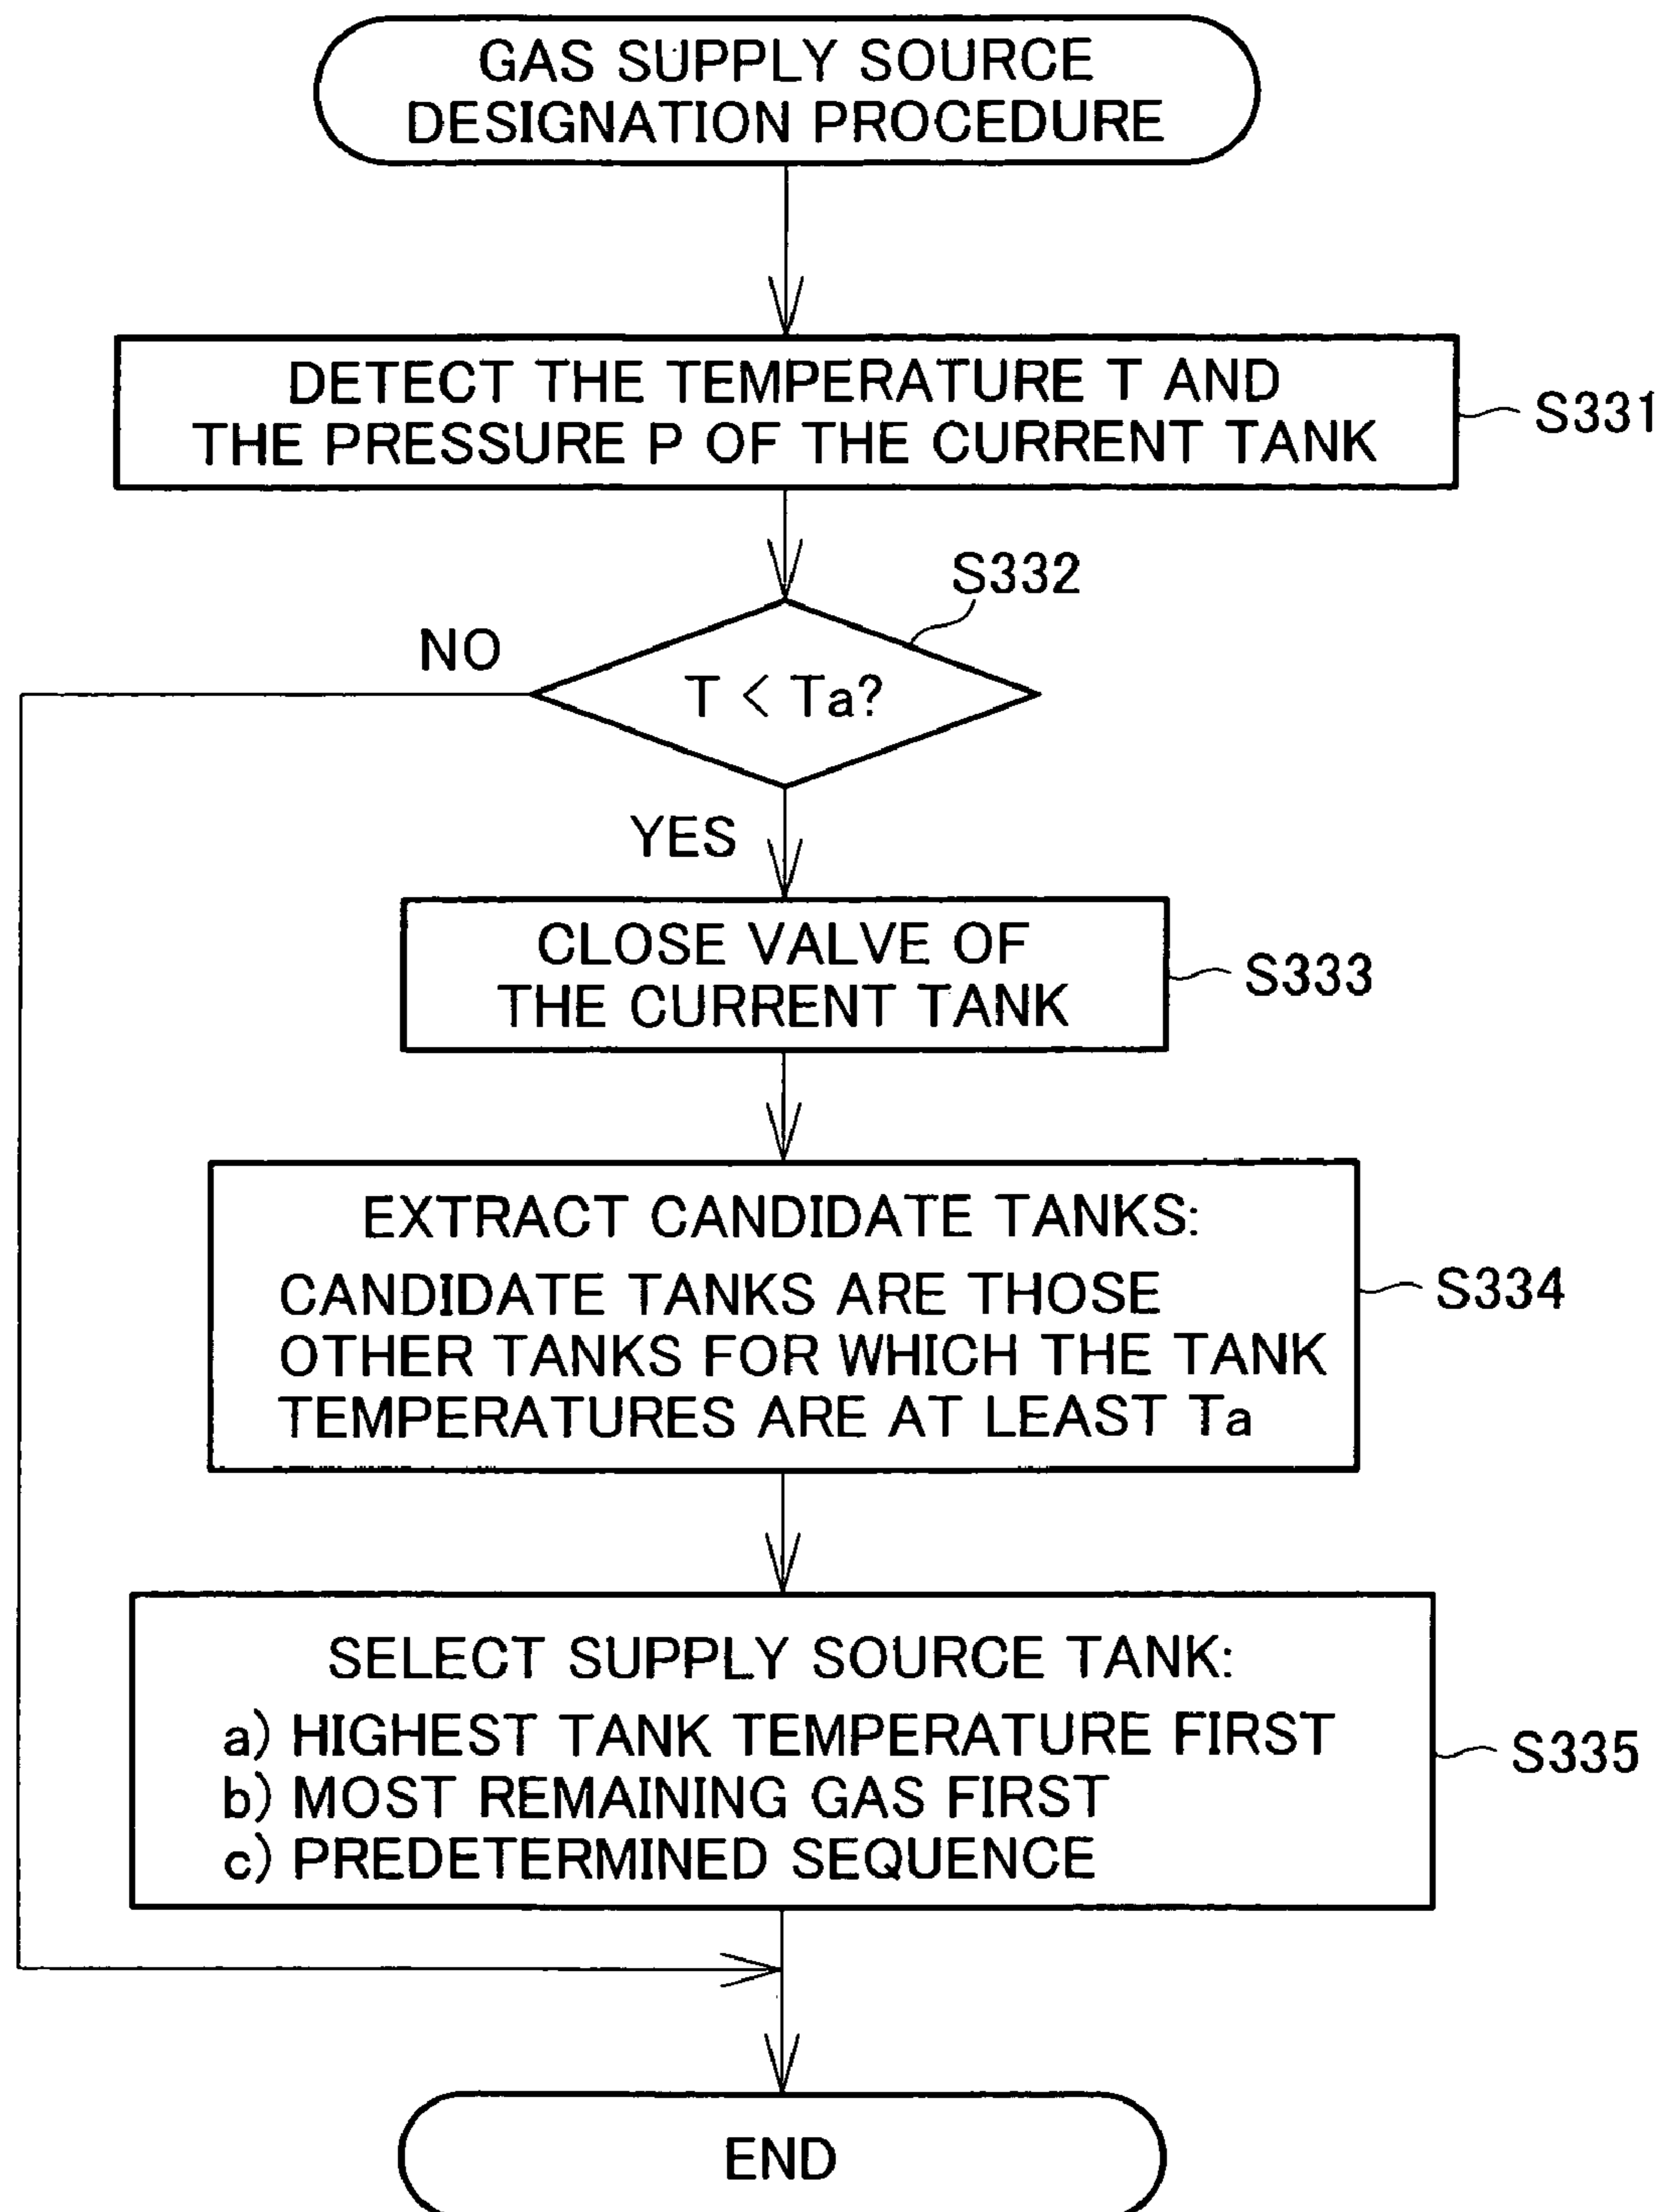 GAS SUPPLY SOURCE
DESIGNATION PROCEDURE
DETECT THE TEMPERATURE T AND
THE PRESSURE P OF THE CURRENT TANK
S331
S332
NO
T < Ta?
YES
CLOSE VALVE OF
THE CURRENT TANK
S333
EXTRACT CANDIDATE TANKS:
CANDIDATE TANKS ARE THOSE
OTHER TANKS FOR WHICH THE TANK
TEMPERATURES ARE AT LEAST Ta
S334
SELECT SUPPLY SOURCE TANK:
a) HIGHEST TANK TEMPERATURE FIRST
b) MOST REMAINING GAS FIRST
c) PREDETERMINED SEQUENCE
S335
END